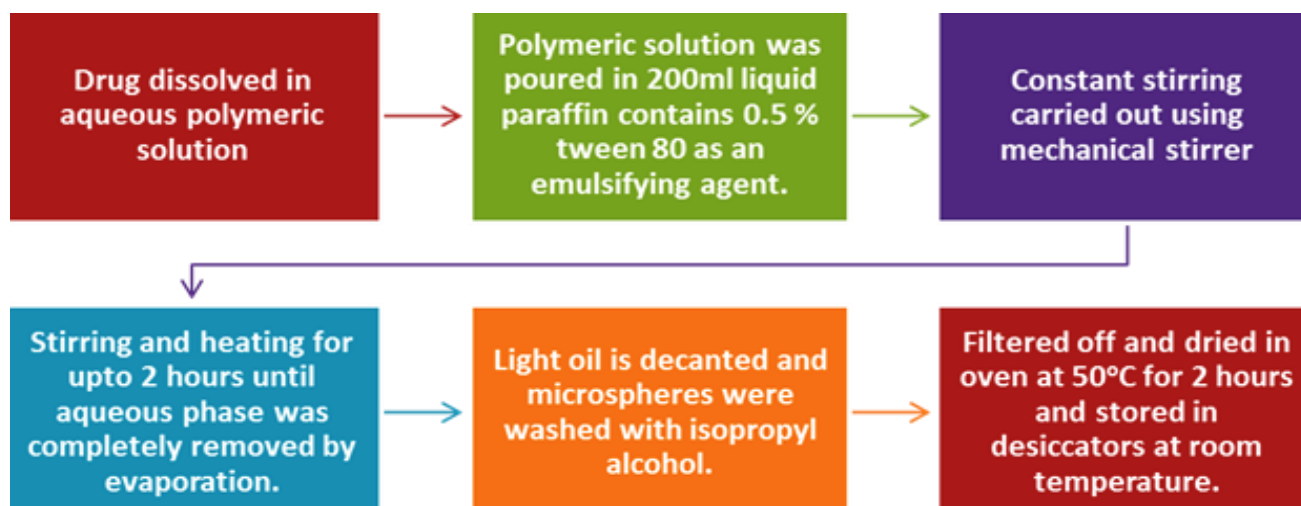 Drug dissolved in
aqueous polymeric
solution
Polymeric solution was
poured in 200ml liquid
paraffin contains 0.5 %
tween 80 as an
emulsifying agent.
Constant stirring
carried out using
mechanical stirrer
Stirring and heating for
upto 2 hours until
aqueous phase was
completely removed by
evaporation.
Light oil is decanted and
microspheres were
washed with isopropyl
alcohol.
Filtered off and dried in
oven at 50°C for 2 hours
and stored in
desiccators at room
temperature.